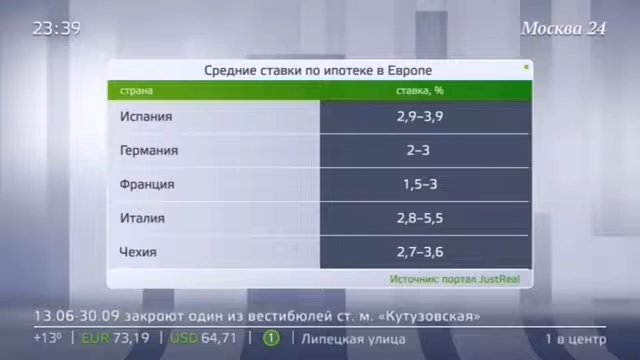 23:39 Москва 24
Средние ставки по ипотеке в Европе
страна ставка, %
Испания 2,9–3,9
Германия 2–3
Франция 1,5–3
Италия 2,8–5,5
Чехия 2,7–3,6
Источник: портал JustReal
13.06-30.09 закроют один из вестибюлей ст. м. «Кутузовская»
+13° EUR 73,19 USD 64,71 1 Липецкая улица 1 в центр